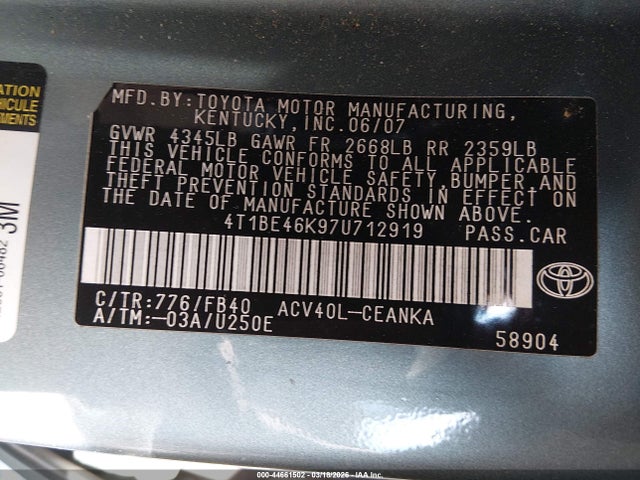 ATION
VEHICULE
3M
MFD.BY:TOYOTA MOTOR MANUFACTURING,
KENTUCKY,INC.06/07
GVWR 4345LB GAWR FR 2668LB RR 2359LB
THIS VEHICLE CONFORMS TO ALL APPLICABLE
FEDERAL MOTOR VEHICLE SAFETY,BUMPER,AND
THEFT PREVENTION STANDARDS IN EFFECT ON
THE DATE OF MANUFACTURE SHOWN ABOVE.
4T1BE46K97U712919 PASS.CAR
C/TR:776/FB40 ACV40L-CEANKA
A/TM:-03A/U250E
58904
TOYOTA
000-44661502 - 03/18/2026 - IAA Inc.